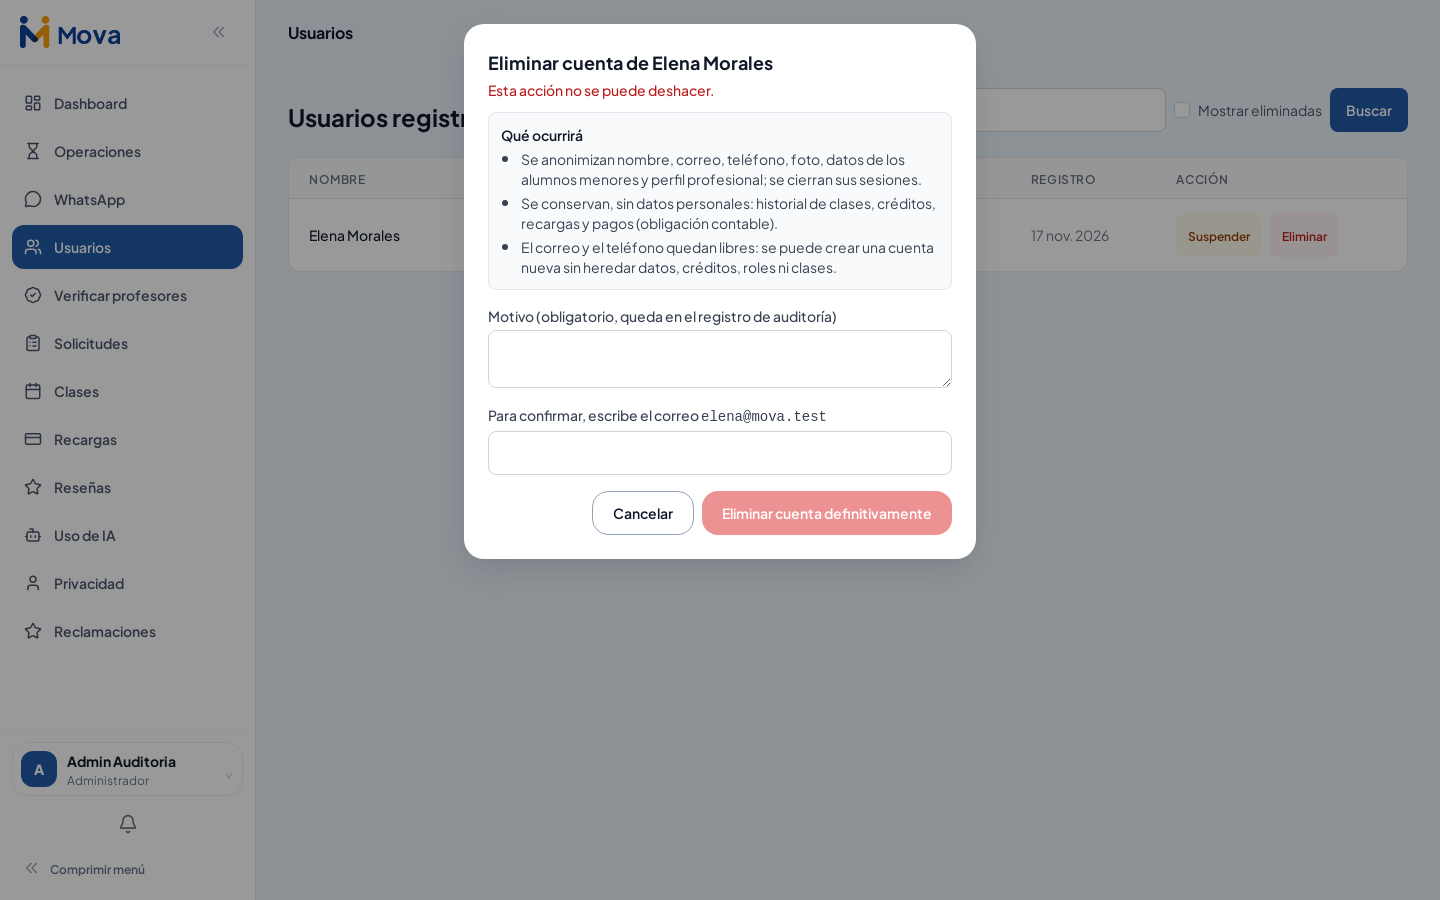 Mova
Dashboard
Operaciones
WhatsApp
Usuarios
Verificar profesores
Solicitudes
Clases
Recargas
Reseñas
Uso de IA
Privacidad
Reclamaciones
A
Admin Auditoria
Administrador
Comprimir menú
Usuarios
Usuarios registr
Mostrar eliminadas
Buscar
NOMBRE
REGISTRO
ACCIÓN
Elena Morales
17 nov. 2026
Suspender
Eliminar
Eliminar cuenta de Elena Morales
Esta acción no se puede deshacer.
Qué ocurrirá
Se anonimizan nombre, correo, teléfono, foto, datos de los
alumnos menores y perfil profesional; se cierran sus sesiones.
Se conservan, sin datos personales: historial de clases, créditos,
recargas y pagos (obligación contable).
El correo y el teléfono quedan libres: se puede crear una cuenta
nueva sin heredar datos, créditos, roles ni clases.
Motivo (obligatorio, queda en el registro de auditoría)
Para confirmar, escribe el correo elena@mova.test
Cancelar
Eliminar cuenta definitivamente